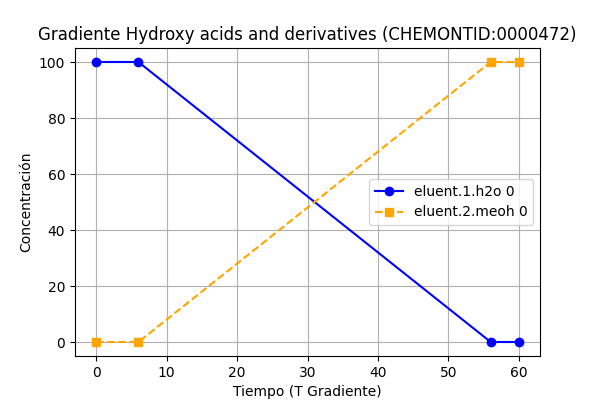 Gradiente Hydroxy acids and derivatives (CHEMONTID:0000472)
100
80
60
40
20
0
Concentración
eluent.1.h2o 0
eluent.2.meoh 0
0 10 20 30 40 50 60
Tiempo (T Gradiente)